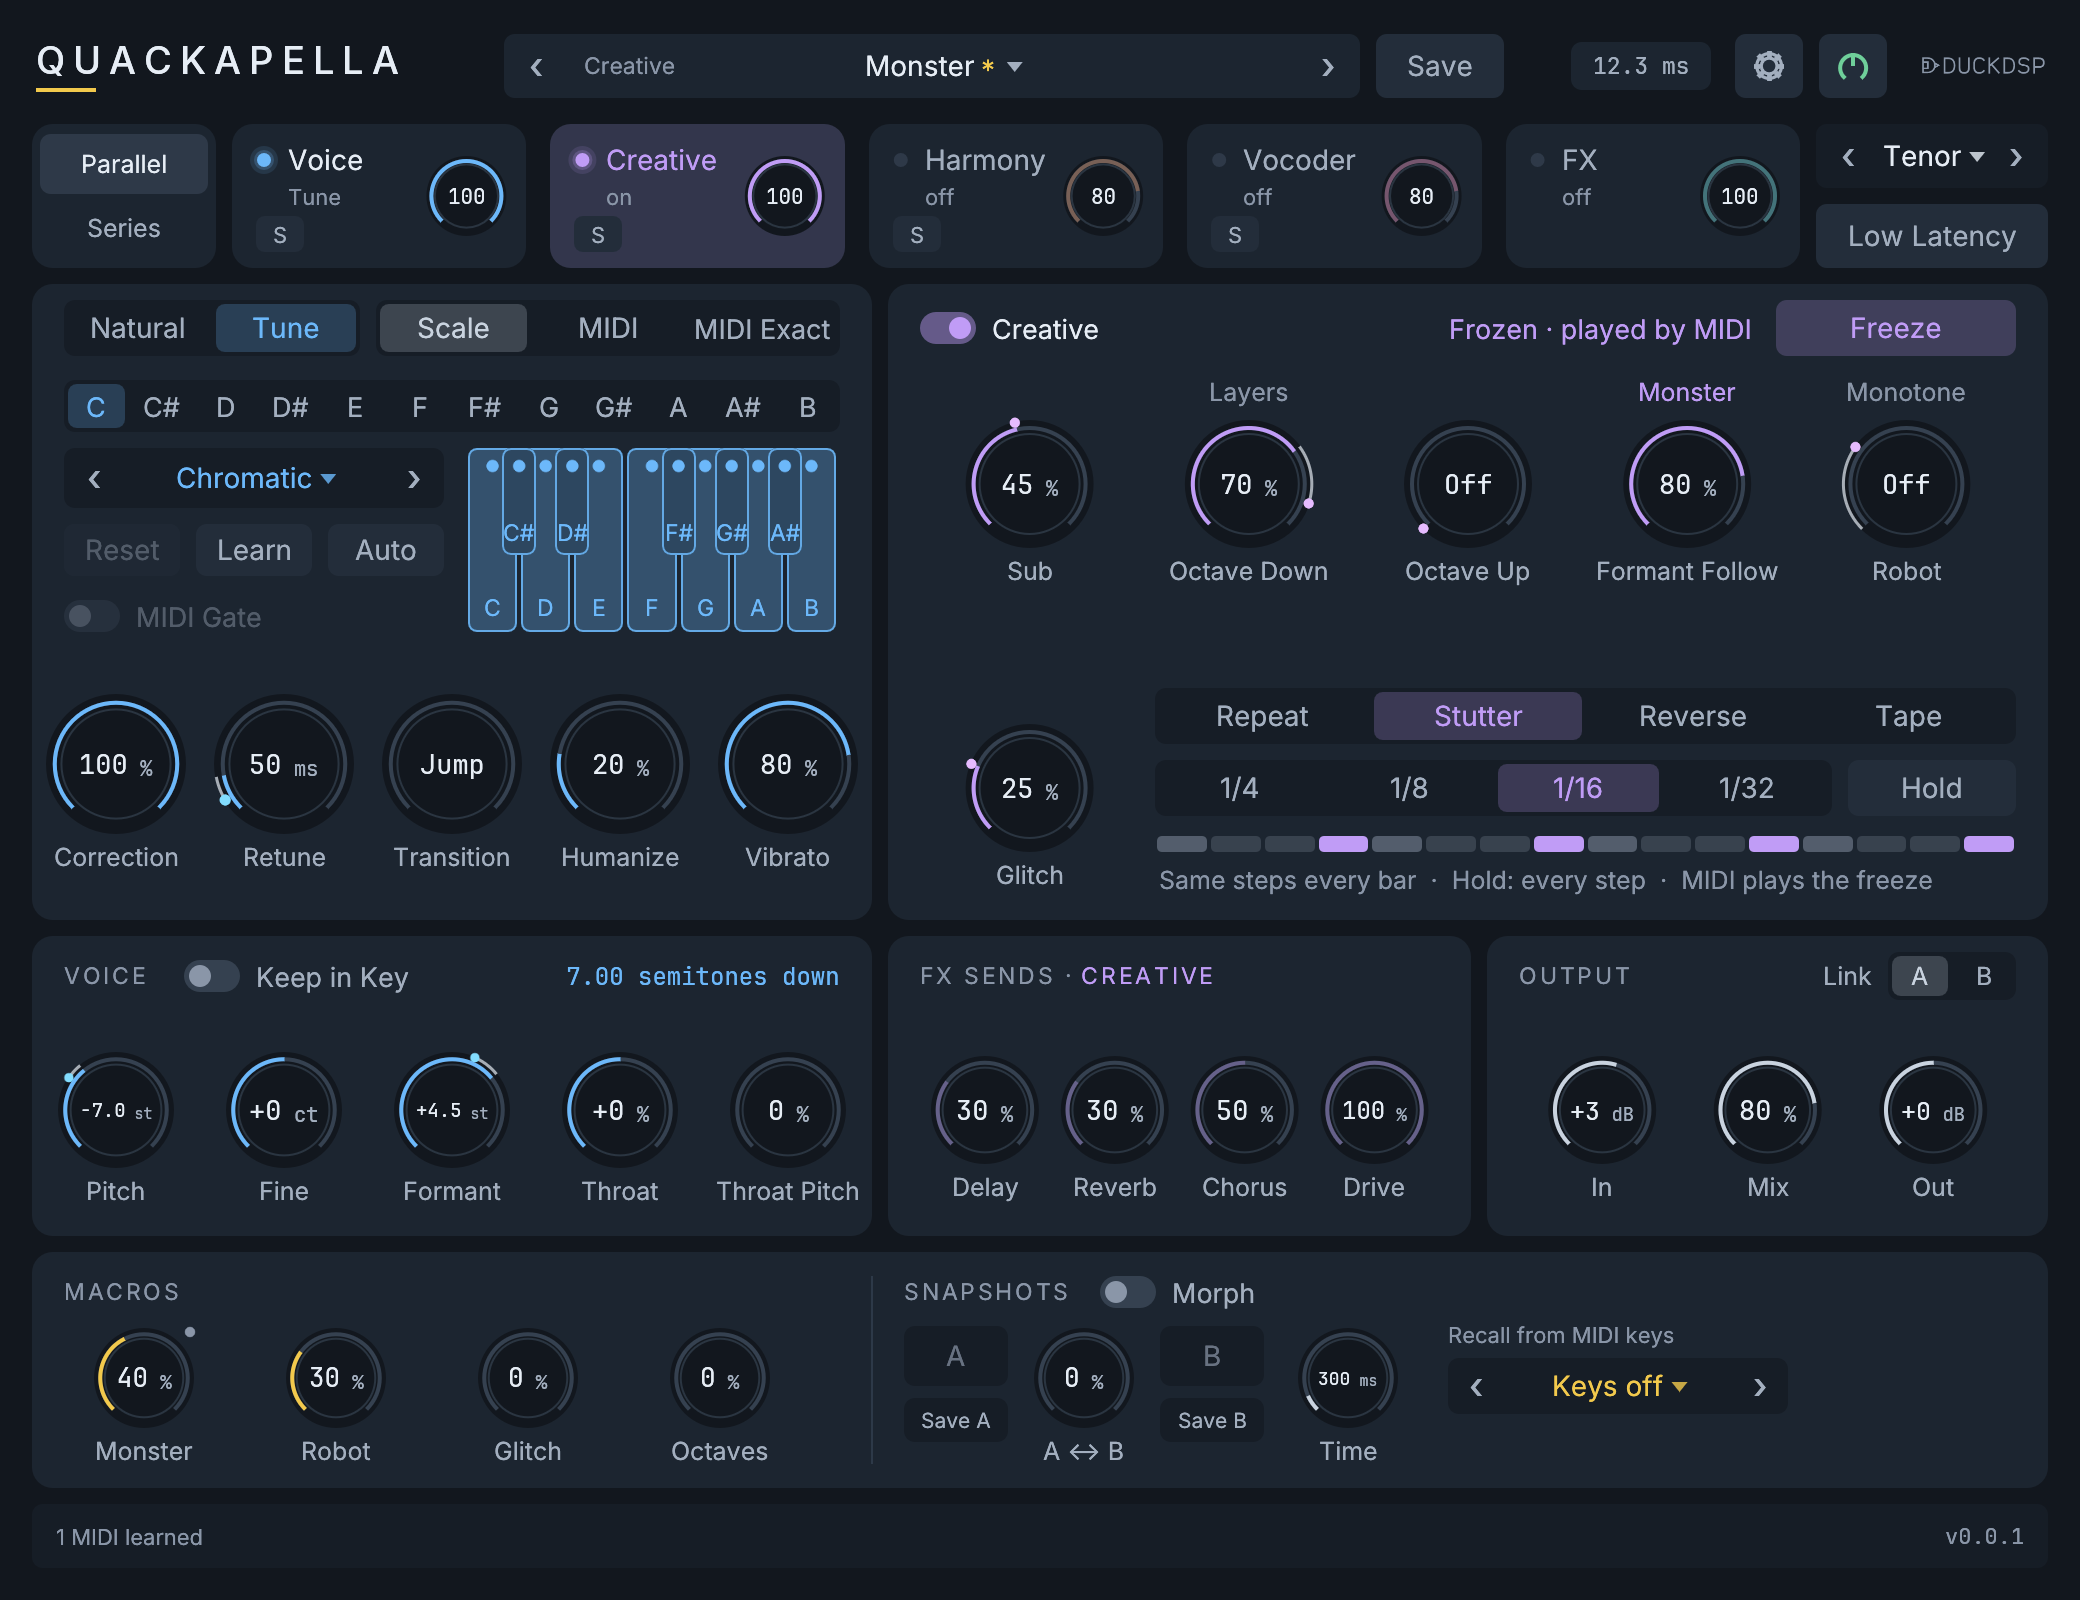 QUACKAPELLA
Creative
Monster *
Save
12.3 ms
DUCKDSP
Parallel
Series
Voice
Tune
S
100
Creative
on
S
100
Harmony
off
S
80
Vocoder
off
S
80
FX
off
100
Tenor
Low Latency
Natural
Tune
Scale
MIDI
MIDI Exact
C C# D D# E F F# G G# A A# B
Chromatic
Reset
Learn
Auto
MIDI Gate
C# D# F# G# A#
C D E F G A B
100 %
50 ms
Jump
20 %
80 %
Correction
Retune
Transition
Humanize
Vibrato
Creative
Frozen · played by MIDI
Freeze
Layers
Monster
Monotone
45 %
70 %
Off
80 %
Off
Sub
Octave Down
Octave Up
Formant Follow
Robot
25 %
Glitch
Repeat
Stutter
Reverse
Tape
1/4
1/8
1/16
1/32
Hold
Same steps every bar · Hold: every step · MIDI plays the freeze
VOICE
Keep in Key
7.00 semitones down
-7.0 st
+0 ct
+4.5 st
+0 %
0 %
Pitch
Fine
Formant
Throat
Throat Pitch
FX SENDS · CREATIVE
30 %
30 %
50 %
100 %
Delay
Reverb
Chorus
Drive
OUTPUT
Link
A
B
+3 dB
80 %
+0 dB
In
Mix
Out
MACROS
40 %
30 %
0 %
0 %
Monster
Robot
Glitch
Octaves
SNAPSHOTS
Morph
A
Save A
0 %
A ↔ B
B
Save B
300 ms
Time
Recall from MIDI keys
Keys off
1 MIDI learned
v0.0.1